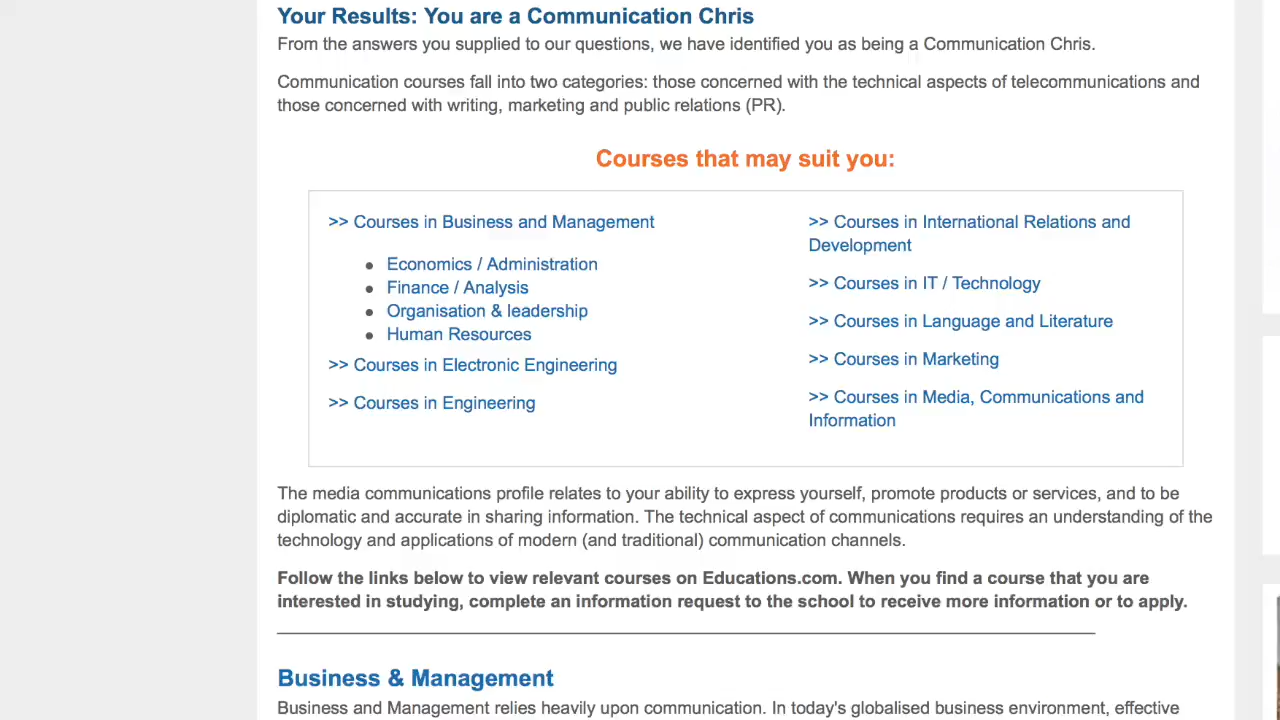 Your Results: You are a Communication Chris
From the answers you supplied to our questions, we have identified you as being a Communication Chris.
Communication courses fall into two categories: those concerned with the technical aspects of telecommunications and
those concerned with writing, marketing and public relations (PR).
Courses that may suit you:
>> Courses in Business and Management
• Economics / Administration
• Finance / Analysis
• Organisation & leadership
• Human Resources
>> Courses in Electronic Engineering
>> Courses in Engineering
>> Courses in International Relations and
Development
>> Courses in IT / Technology
>> Courses in Language and Literature
>> Courses in Marketing
>> Courses in Media, Communications and
Information
The media communications profile relates to your ability to express yourself, promote products or services, and to be
diplomatic and accurate in sharing information. The technical aspect of communications requires an understanding of the
technology and applications of modern (and traditional) communication channels.
Follow the links below to view relevant courses on Educations.com. When you find a course that you are
interested in studying, complete an information request to the school to receive more information or to apply.
Business & Management
Business and Management relies heavily upon communication. In today's globalised business environment, effective